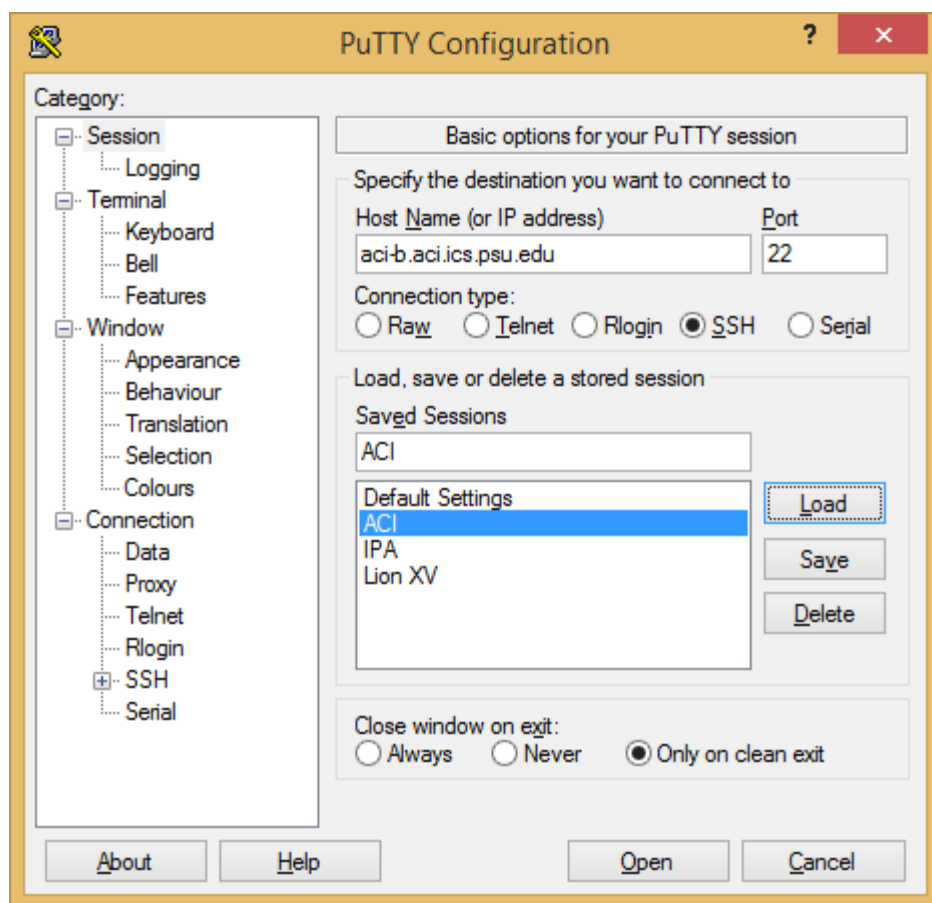 PuTTY Configuration ? ×
Category:
Session
Logging
Terminal
Keyboard
Bell
Features
Window
Appearance
Behaviour
Translation
Selection
Colours
Connection
Data
Proxy
Telnet
Rlogin
SSH
Serial
Basic options for your PuTTY session
Specify the destination you want to connect to
Host Name (or IP address) Port
aci-b.aci.ics.psu.edu 22
Connection type:
Raw Telnet Rlogin SSH Serial
Load, save or delete a stored session
Saved Sessions
ACI
Default Settings
ACI
IPA
Lion XV
Load
Save
Delete
Close window on exit:
Always Never Only on clean exit
About Help Open Cancel